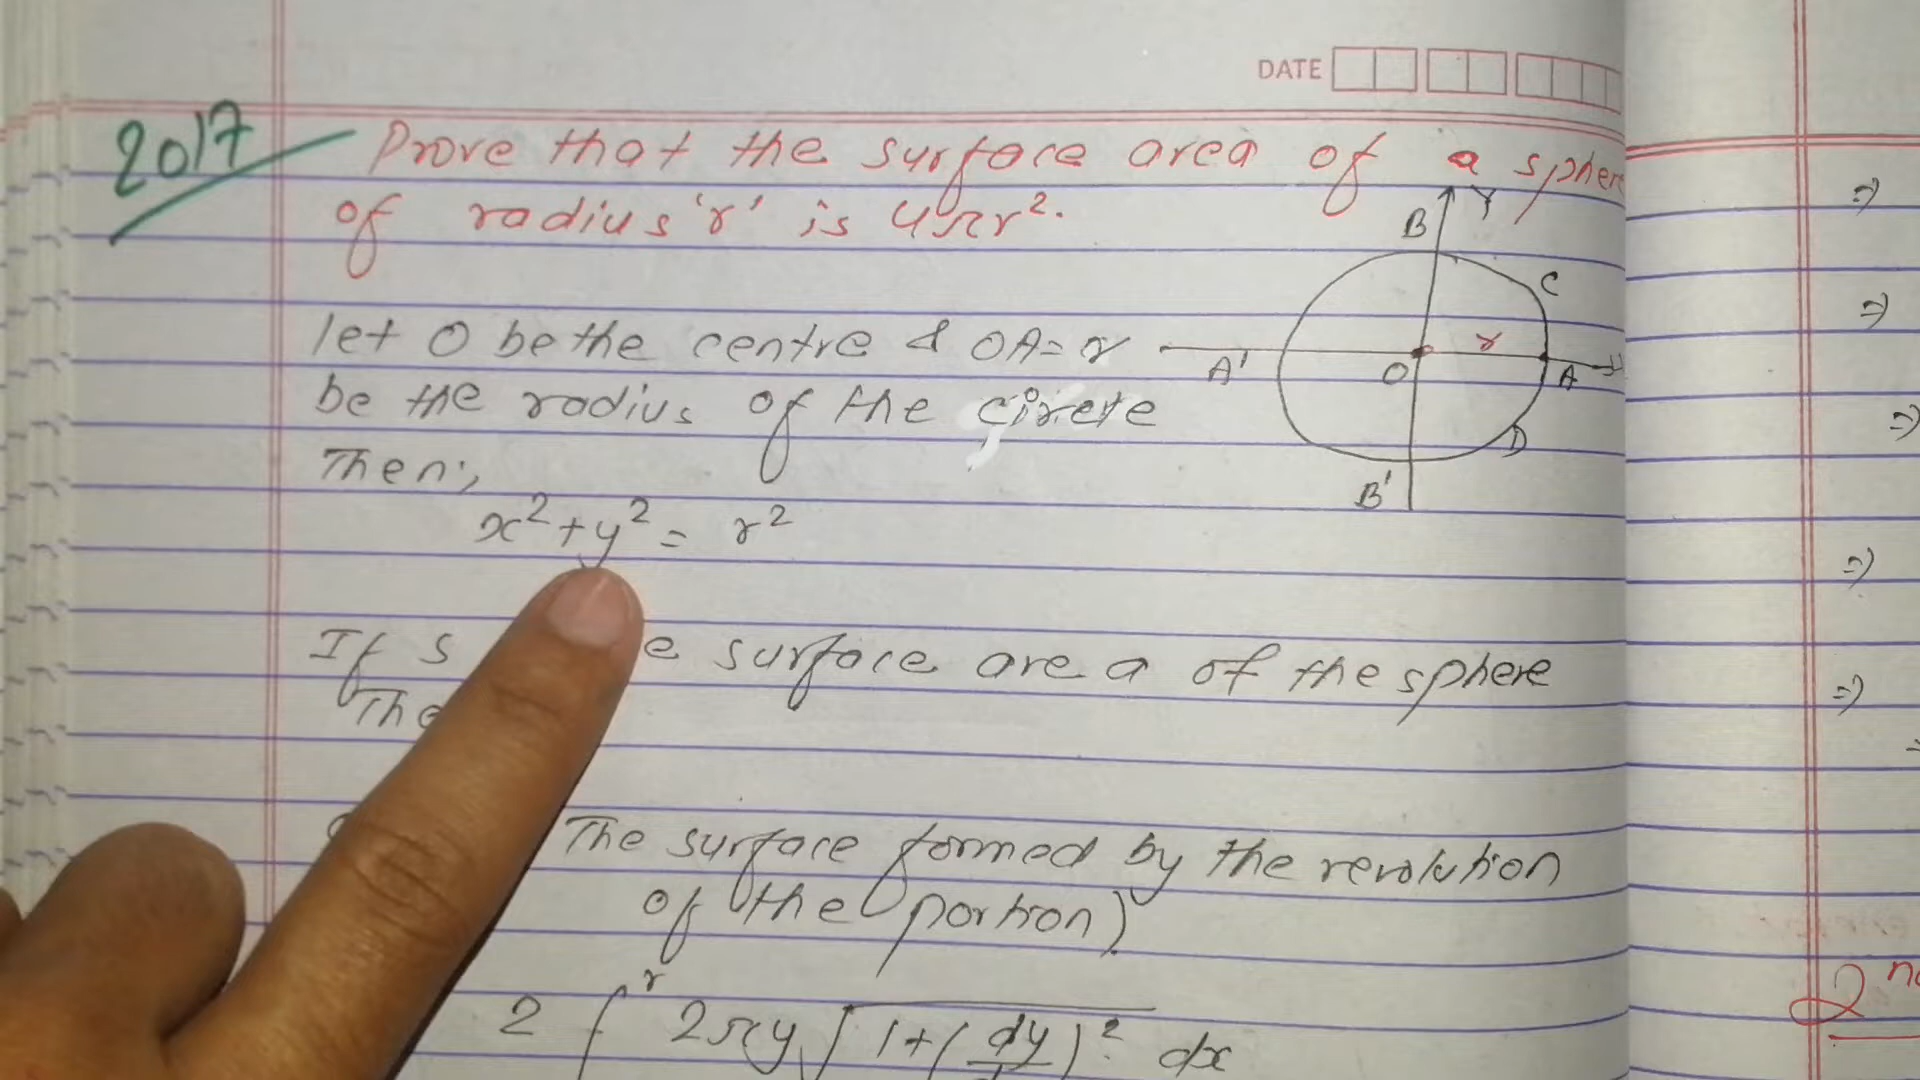 DATE
2017 Prove that the surface area of a sphere
of radius 'r' is 4πr².
let O be the centre & OA = r
be the radius of the circle
Then;
x² + y² = r²
B Y
C
A' O r A
D
B'
If S surface area of the sphere
The surface formed by the revolution
of the portion)
2 ∫ r 2πy √ 1+(dy )² dx
=)
=)
=)
=)
=)
2